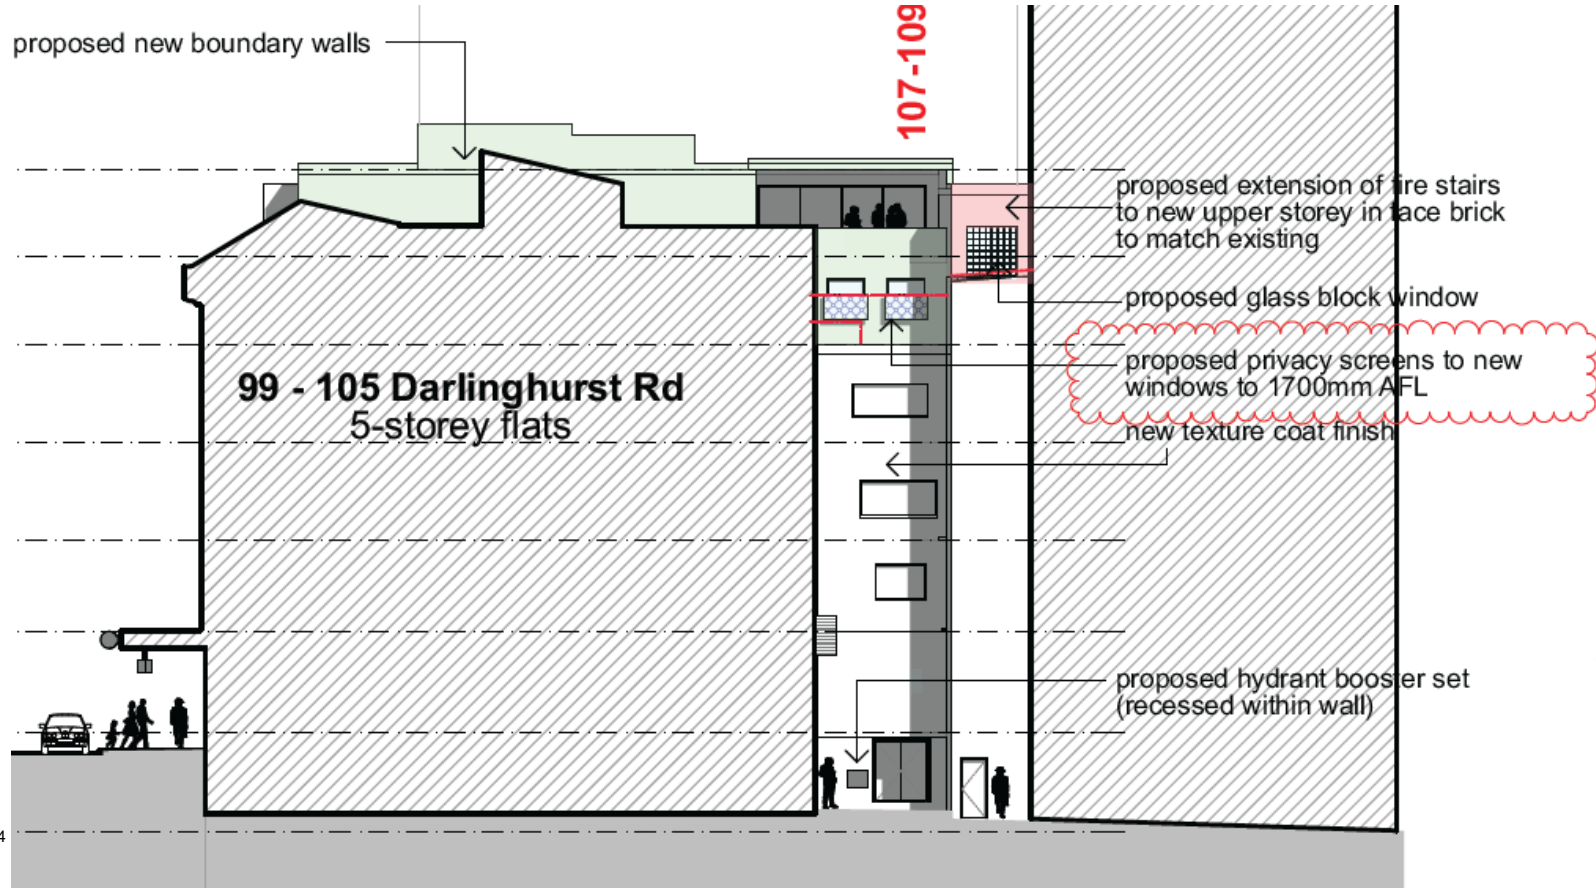 proposed new boundary walls
107-109
proposed extension of fire stairs
to new upper storey in face brick
to match existing
proposed glass block window
proposed privacy screens to new
windows to 1700mm AFL
new texture coat finish
99 - 105 Darlinghurst Rd
5-storey flats
proposed hydrant booster set
(recessed within wall)
4